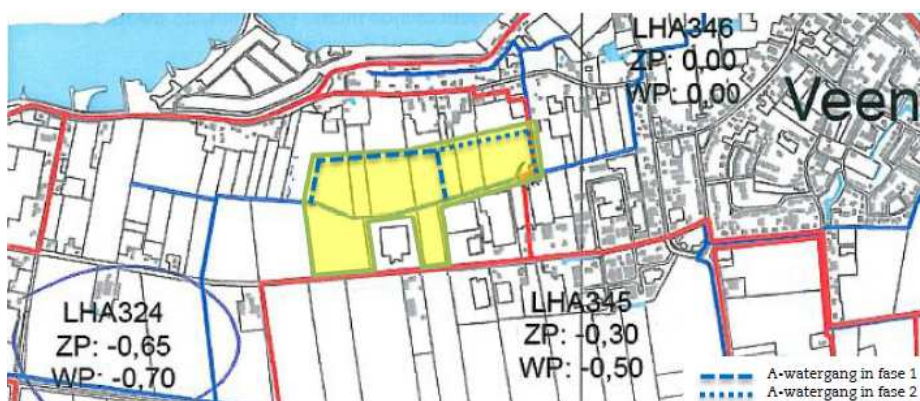 LHA346
ZP: 0,00
WP: 0,00
Veen
LHA324
ZP: -0,65
WP: -0,70
LHA345
ZP: -0,30
WP: -0,50
A-watergang in fase 1
A-watergang in fase 2